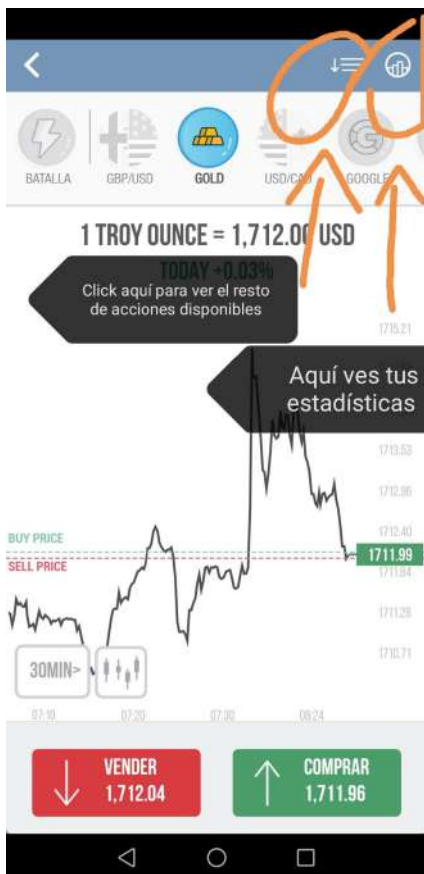 BATALLA
GBP/USD
GOLD
USD/CAD
GOOGLE
1 TROY OUNCE = 1,712.00 USD
TODAY +0.03%
Click aquí para ver el resto
de acciones disponibles
1715.21
Aquí ves tus
estadísticas
1713.53
1712.96
BUY PRICE
1712.40
1711.99
SELL PRICE
1711.84
1711.28
1710.71
30MIN>
07:10
07:20
07:30
08:24
VENDER
1,712.04
COMPRAR
1,711.96